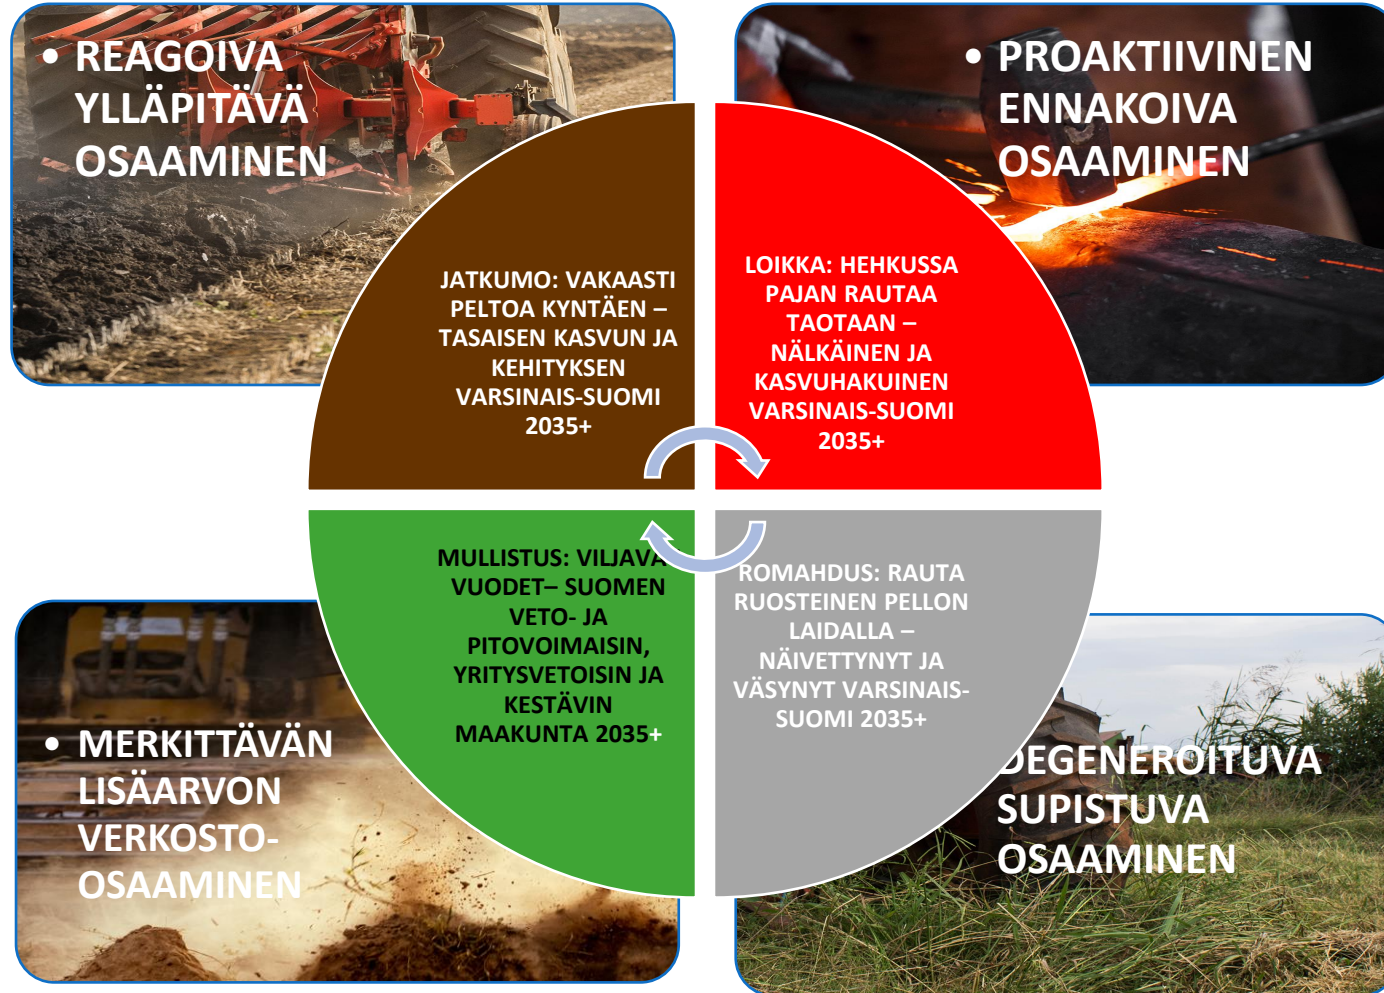 • REAGOIVA
YLLÄPITÄVÄ
OSAAMINEN
• PROAKTIIVINEN
ENNAKOIVA
OSAAMINEN
JATKUMO: VAKAASTI
PELTOA KYNTÄEN –
TASAISEN KASVUN JA
KEHITYKSEN
VARSINAIS-SUOMI
2035+
LOIKKA: HEHKUSSA
PAJAN RAUTAA
TAOTAAN –
NÄLKÄINEN JA
KASVUHAKUINEN
VARSINAIS-SUOMI
2035+
MULLISTUS: VILJAVAT
VUODET– SUOMEN
VETO- JA
PITOVOIMAISIN,
YRITYSVETOISIN JA
KESTÄVIN
MAAKUNTA 2035+
ROMAHDUS: RAUTA
RUOSTEINEN PELLON
LAIDALLA –
NÄIVETTYNYT JA
VÄSYNYT VARSINAIS-
SUOMI 2035+
• MERKITTÄVÄN
LISÄARVON
VERKOSTO-
OSAAMINEN
DEGENEROITUVA
SUPISTUVA
OSAAMINEN